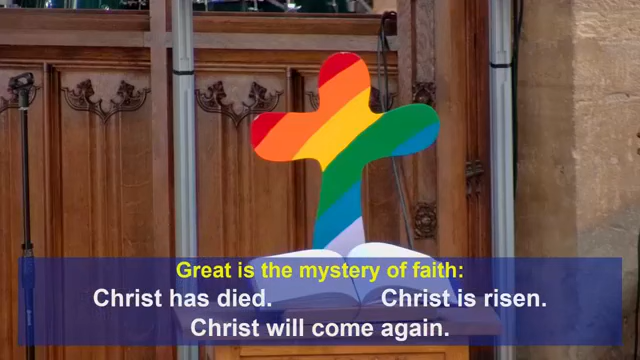 Great is the mystery of faith:
Christ has died. Christ is risen.
Christ will come again.